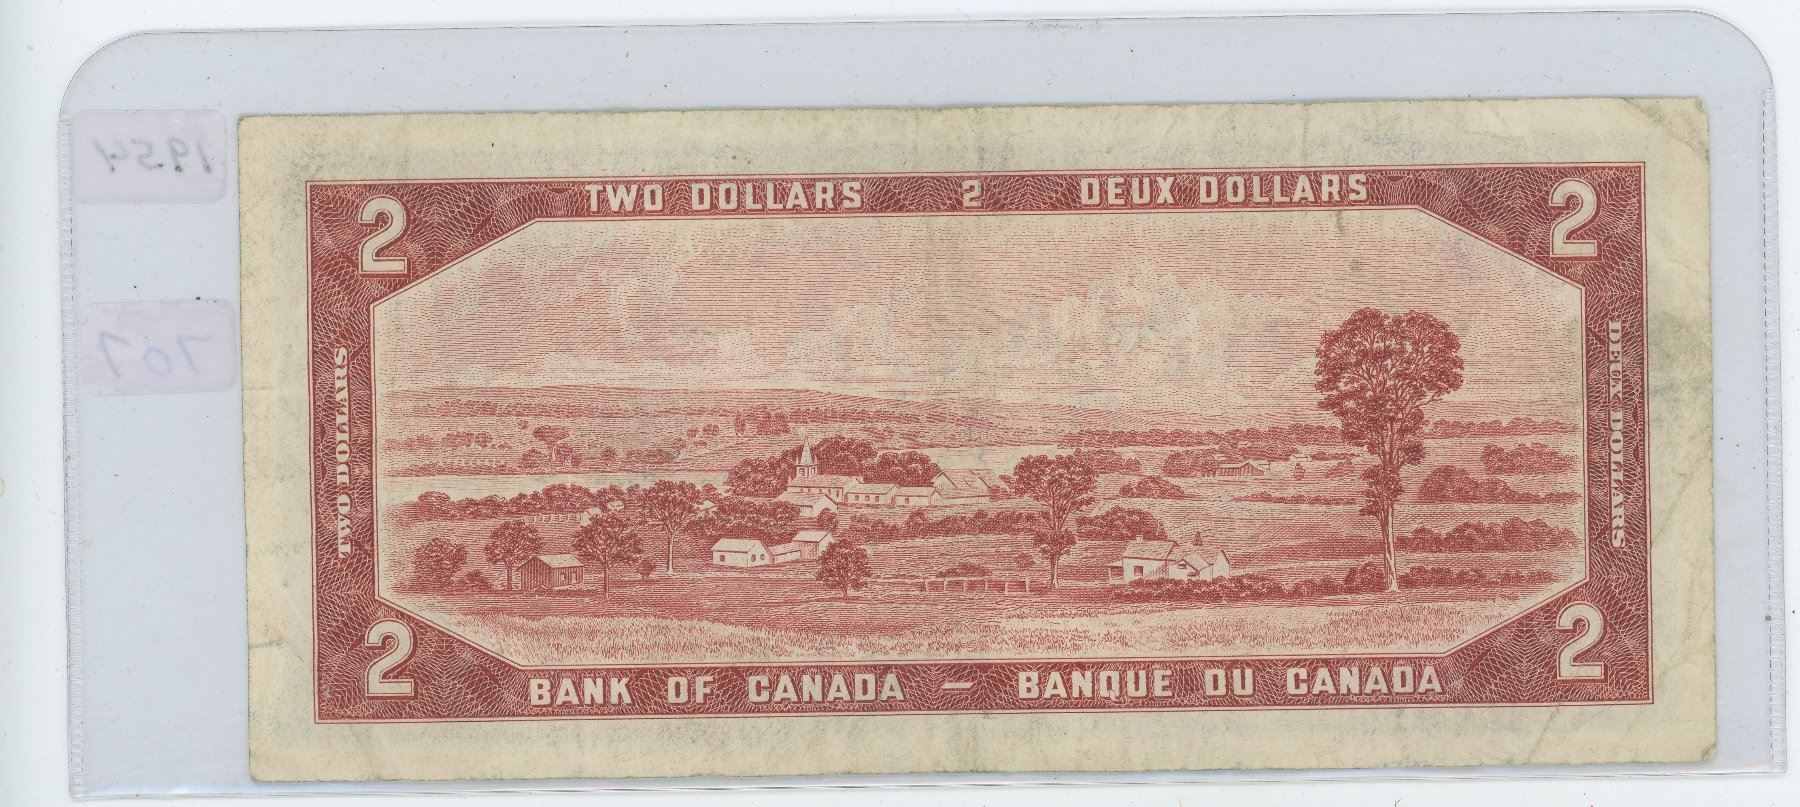 TWO DOLLARS 2 DEUX DOLLARS
2 2
1954
707
TWO DOLLARS
DEUX DOLLARS
2 2
BANK OF CANADA — BANQUE DU CANADA